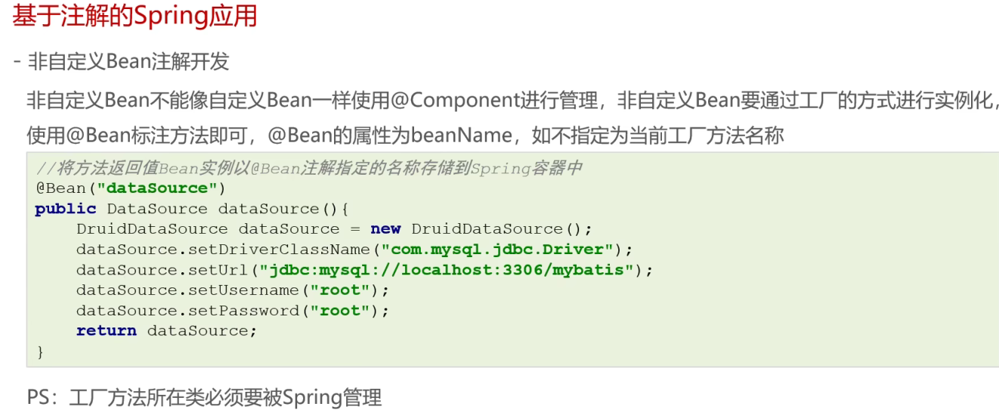 基于注解的Spring应用
- 非自定义Bean注解开发
非自定义Bean不能像自定义Bean一样使用@Component进行管理，非自定义Bean要通过工厂的方式进行实例化，
使用@Bean标注方法即可，@Bean的属性为beanName，如不指定为当前工厂方法名称
//将方法返回值Bean实例以@Bean注解指定的名称存储到Spring容器中
@Bean("dataSource")
public DataSource dataSource(){
    DruidDataSource dataSource = new DruidDataSource();
    dataSource.setDriverClassName("com.mysql.jdbc.Driver");
    dataSource.setUrl("jdbc:mysql://localhost:3306/mybatis");
    dataSource.setUsername("root");
    dataSource.setPassword("root");
    return dataSource;
}
PS：工厂方法所在类必须要被Spring管理